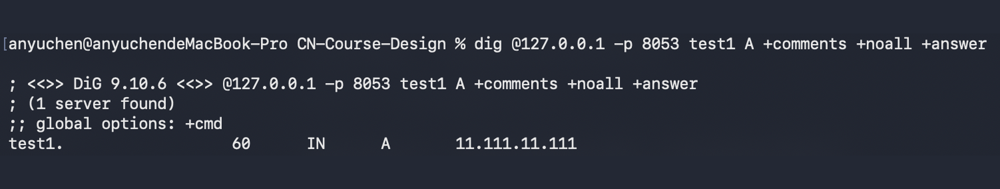 [anyuchen@anyuchendeMacBook-Pro CN-Course-Design % dig @127.0.0.1 -p 8053 test1 A +comments +noall +answer
; <<>> DiG 9.10.6 <<>> @127.0.0.1 -p 8053 test1 A +comments +noall +answer
; (1 server found)
;; global options: +cmd
test1. 60 IN A 11.111.11.111